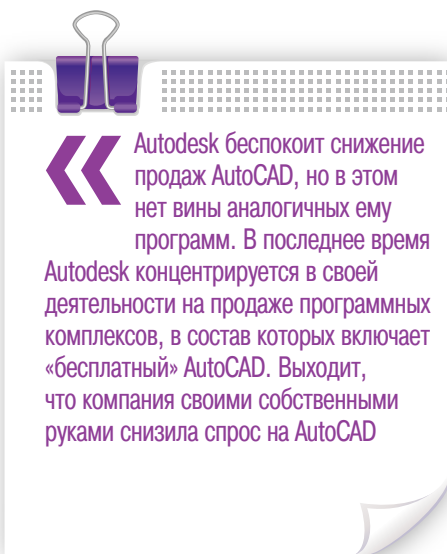 « Autodesk беспокоит снижение
продаж AutoCAD, но в этом
нет вины аналогичных ему
программ. В последнее время
Autodesk концентрируется в своей
деятельности на продаже программных
комплексов, в состав которых включает
«бесплатный» AutoCAD. Выходит,
что компания своими собственными
руками снизила спрос на AutoCAD